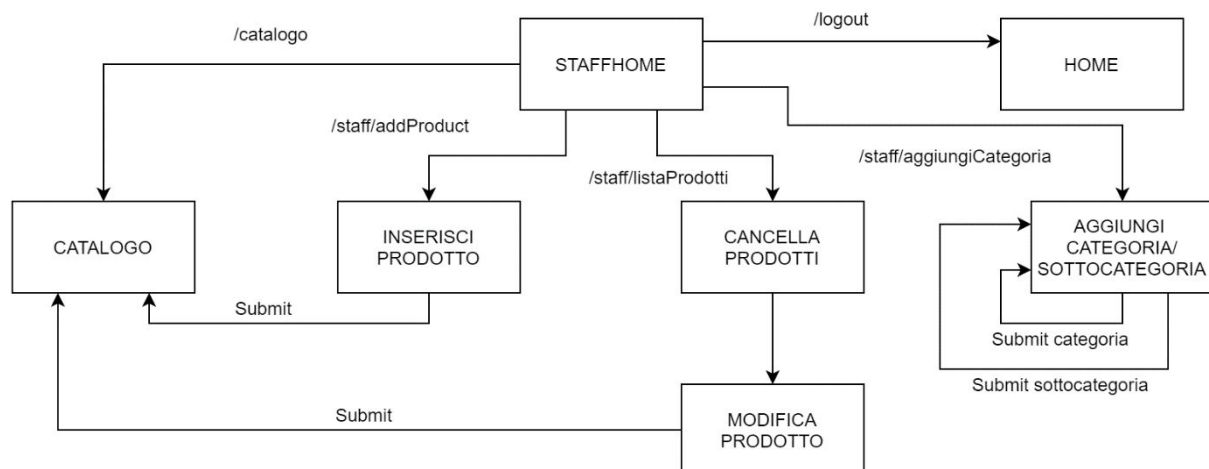 /catalogo
STAFFHOME
/logout
HOME
/staff/addProduct
/staff/listaProdotti
/staff/aggiungiCategoria
CATALOGO
INSERISCI
PRODOTTO
CANCELLA
PRODOTTI
AGGIUNGI
CATEGORIA/
SOTTOCATEGORIA
Submit
Submit categoria
Submit sottocategoria
Submit
MODIFICA
PRODOTTO